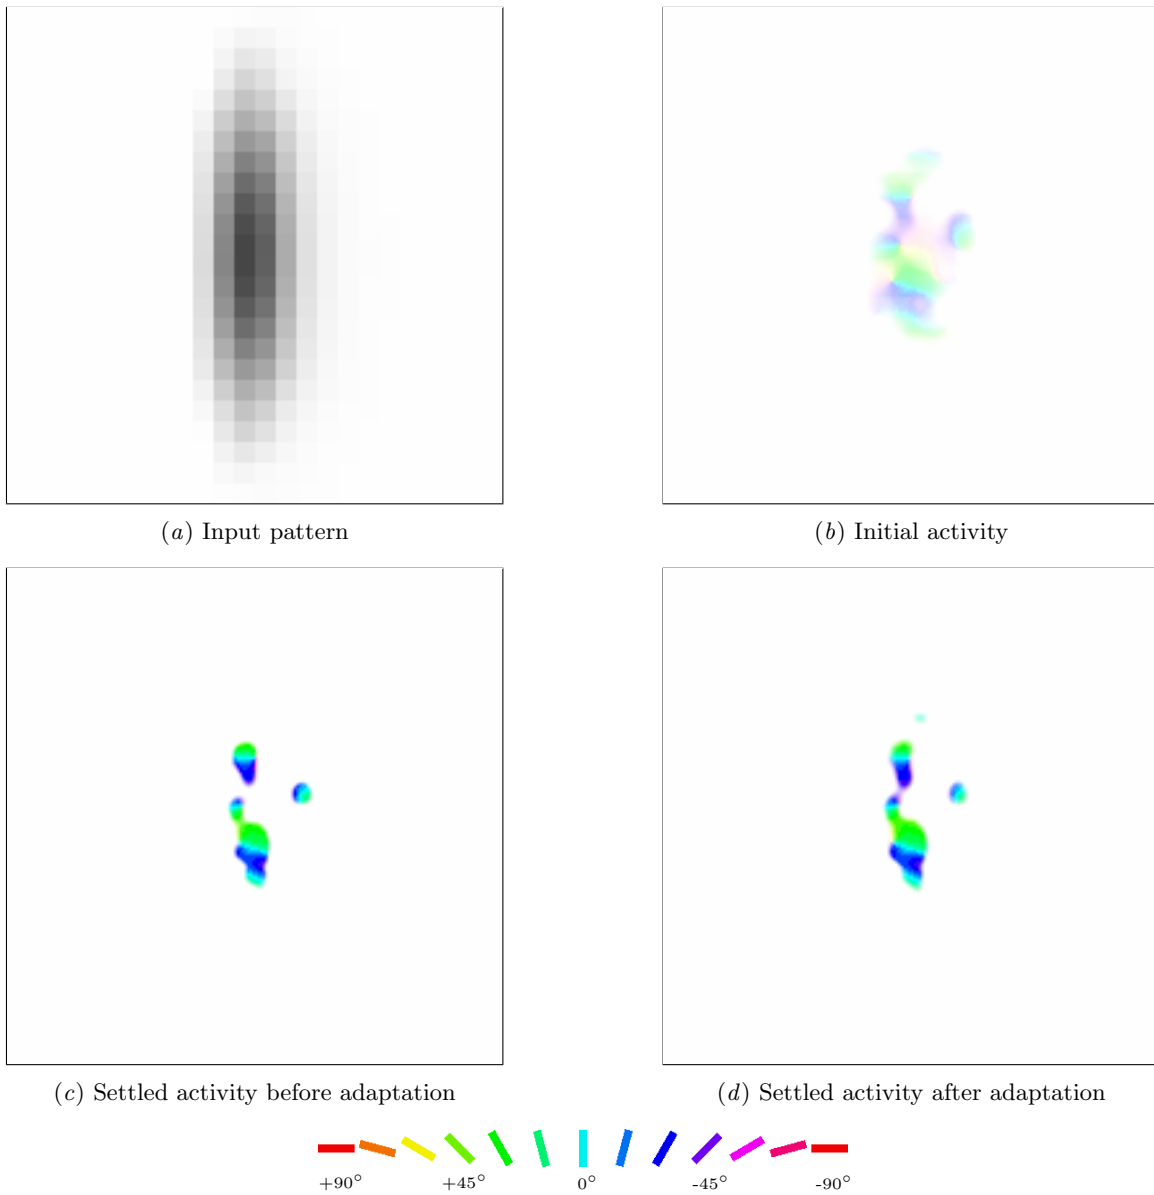 (a) Input pattern
(b) Initial activity
(c) Settled activity before adaptation
(d) Settled activity after adaptation
+90° +45° 0° -45° -90°